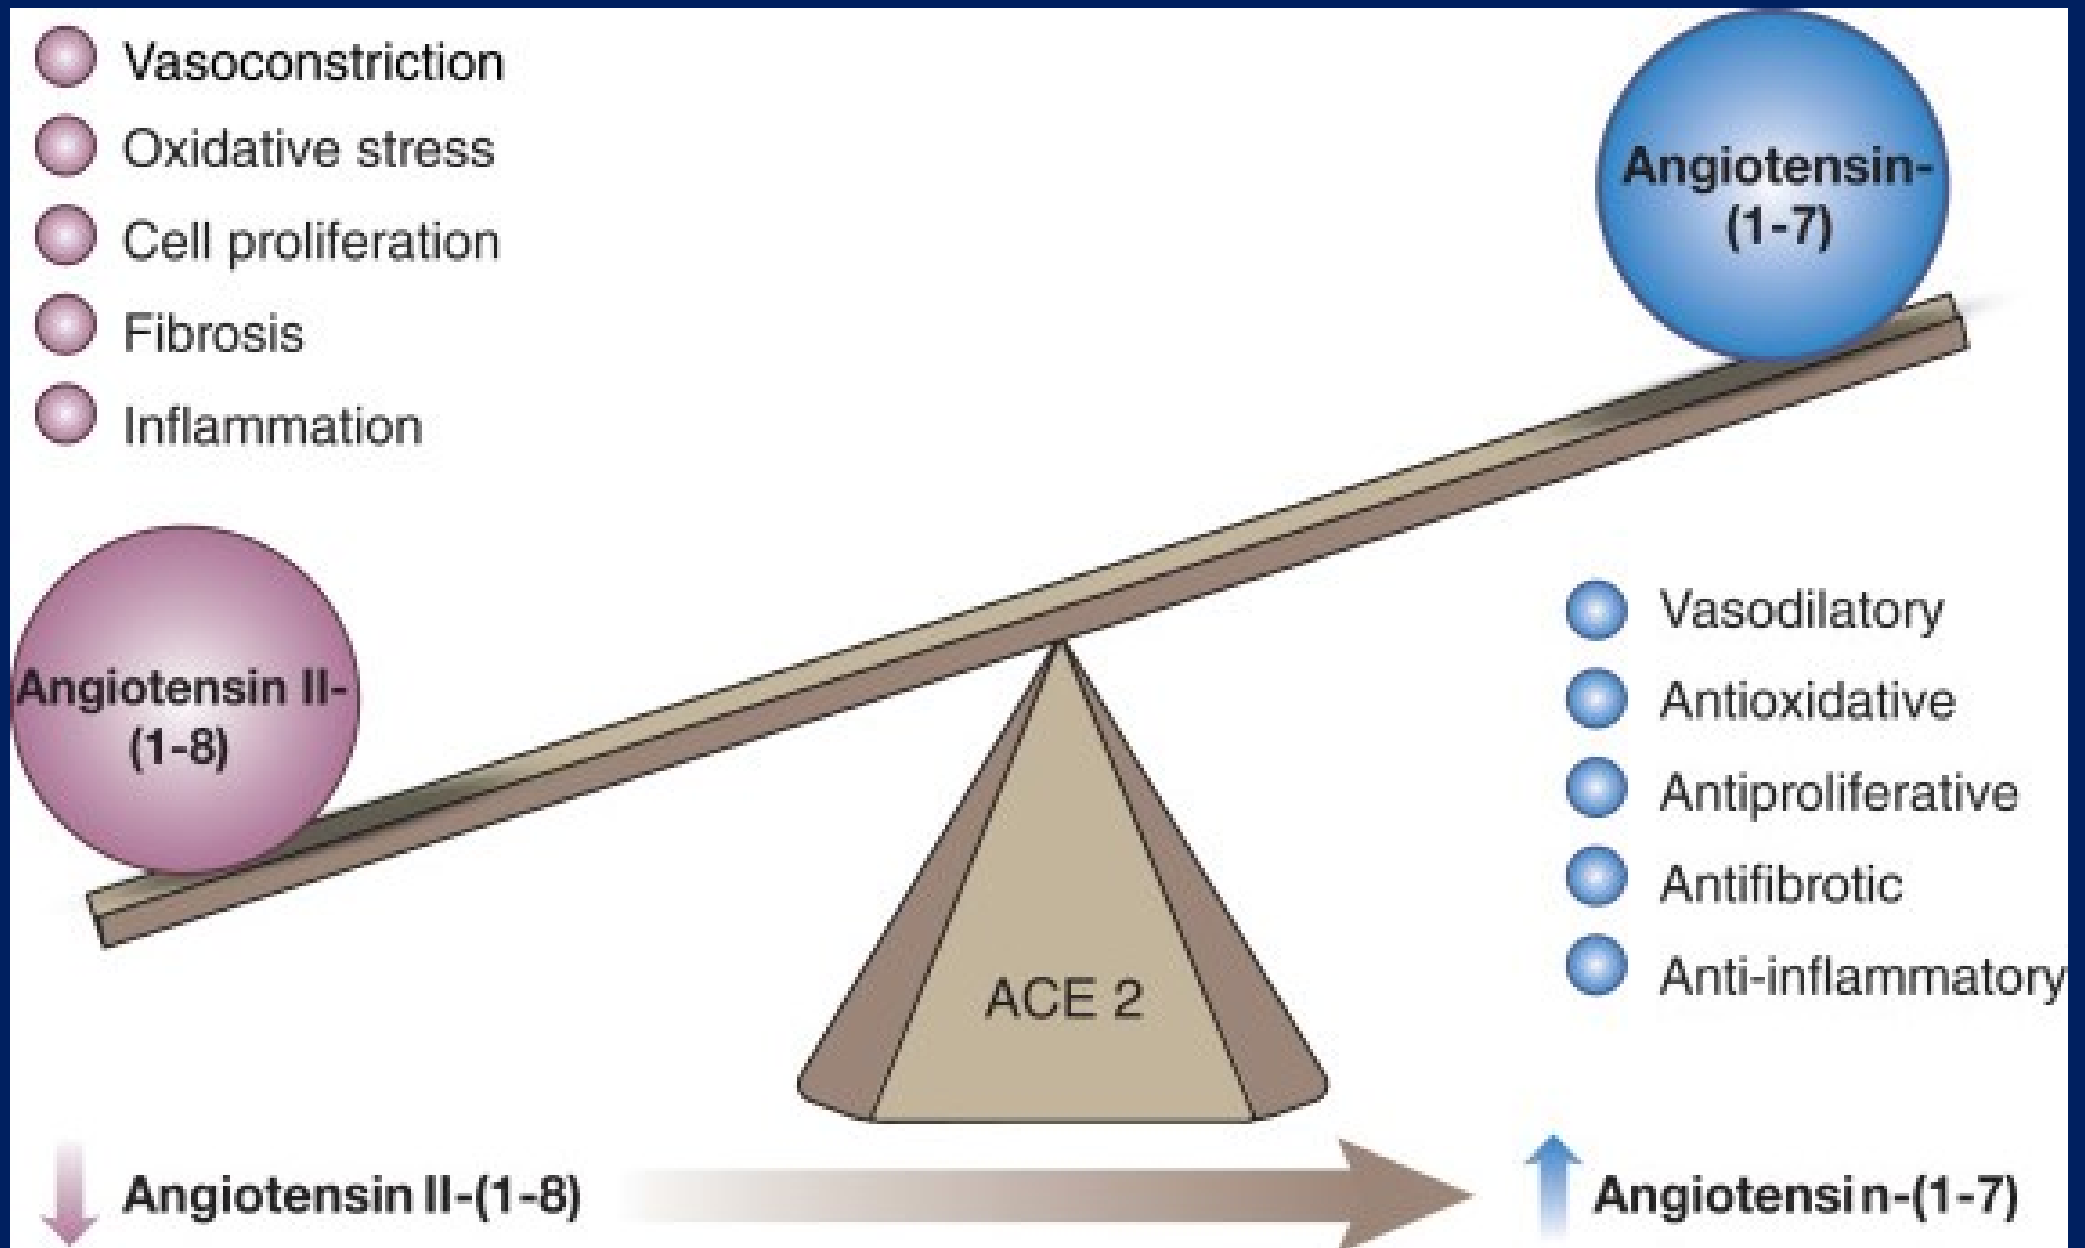 Vasoconstriction
Oxidative stress
Cell proliferation
Fibrosis
Inflammation
Angiotensin-
(1-7)
Angiotensin II-
(1-8)
Vasodilatory
Antioxidative
Antiproliferative
Antifibrotic
Anti-inflammatory
ACE 2
Angiotensin II-(1-8)
Angiotensin-(1-7)